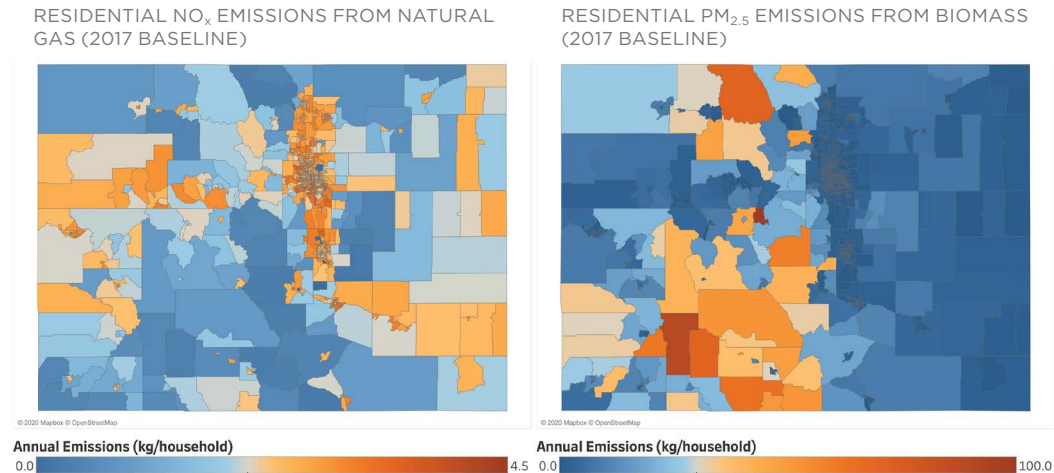 RESIDENTIAL NOₓ EMISSIONS FROM NATURAL
GAS (2017 BASELINE)
RESIDENTIAL PM₂.₅ EMISSIONS FROM BIOMASS
(2017 BASELINE)
© 2020 Mapbox © OpenStreetMap
© 2020 Mapbox © OpenStreetMap
Annual Emissions (kg/household)
0.0 4.5
Annual Emissions (kg/household)
0.0 100.0